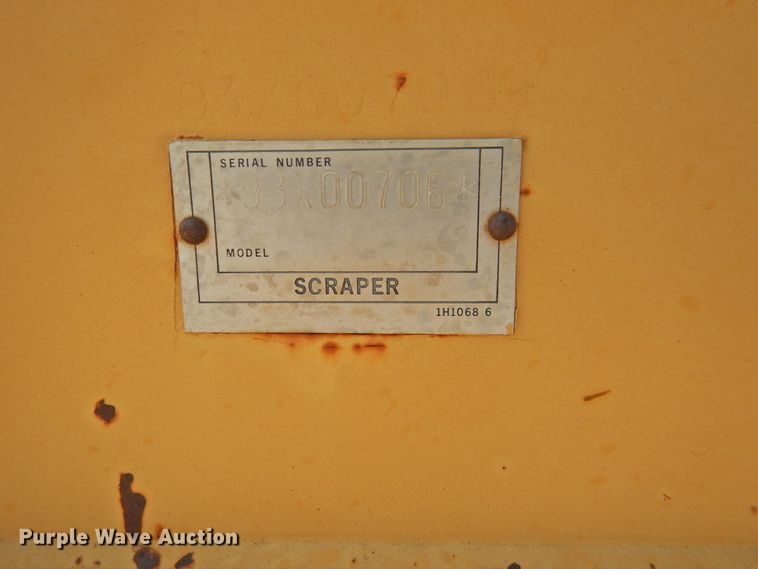 SERIAL NUMBER
*93X00706*
MODEL
SCRAPER
1H1068 6
Purple Wave Auction